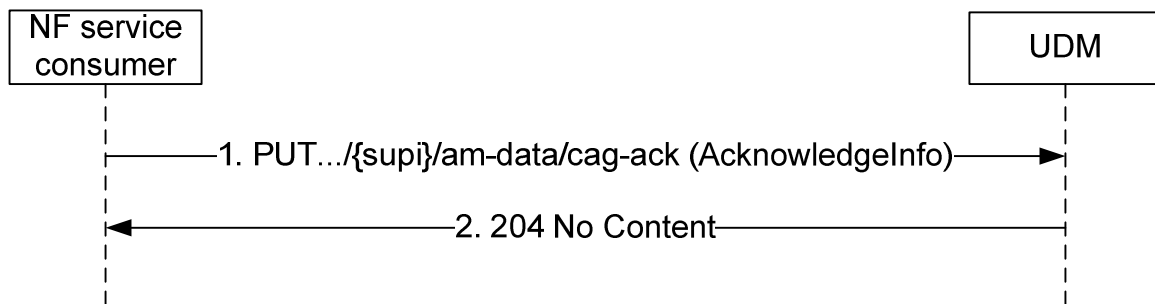 NF service
consumer
UDM
1. PUT.../{supi}/am-data/cag-ack (AcknowledgeInfo)
2. 204 No Content